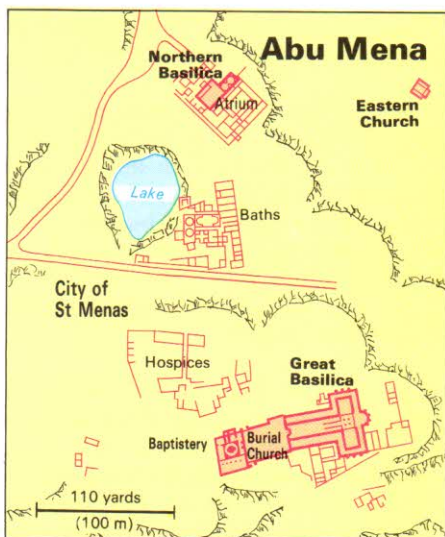 Abu Mena
Northern
Basilica
Atrium
Eastern
Church
Lake
Baths
City of
St Menas
Hospices
Great
Basilica
Baptistery
Burial
Church
110 yards
(100 m)